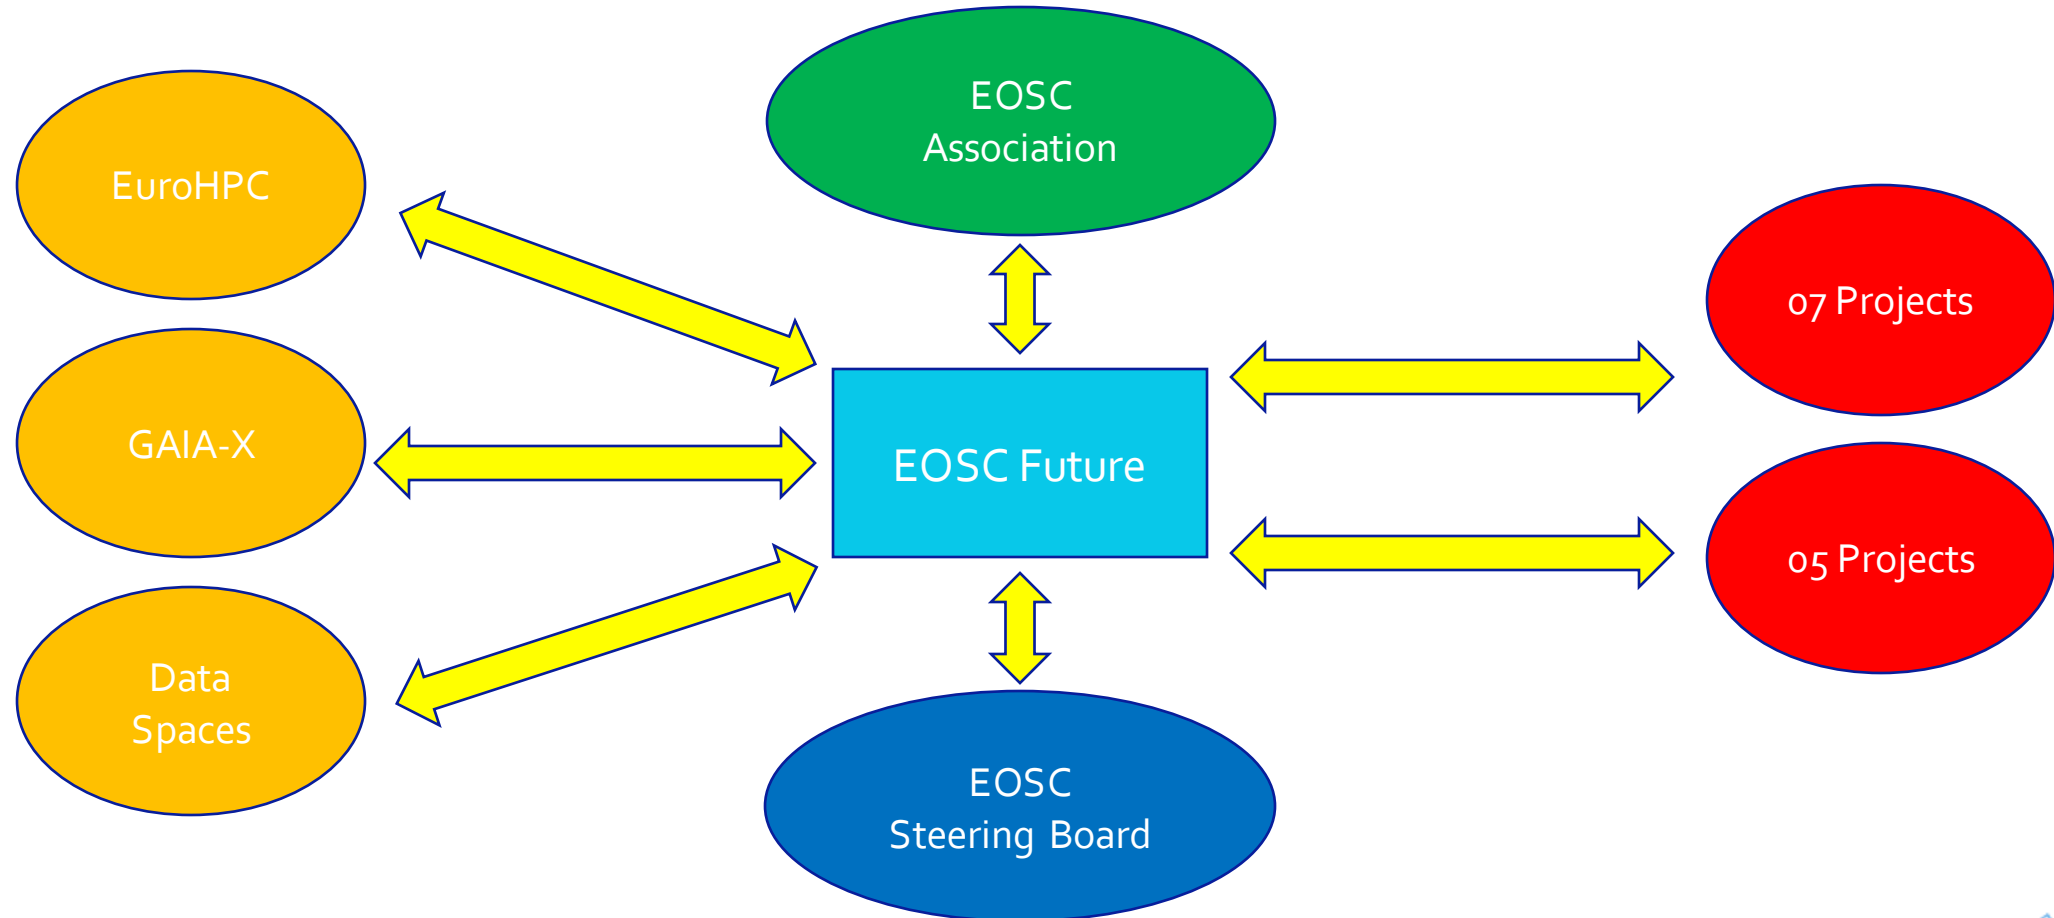 EOSC
Association
EuroHPC
07 Projects
GAIA-X
EOSC Future
05 Projects
Data
Spaces
EOSC
Steering Board